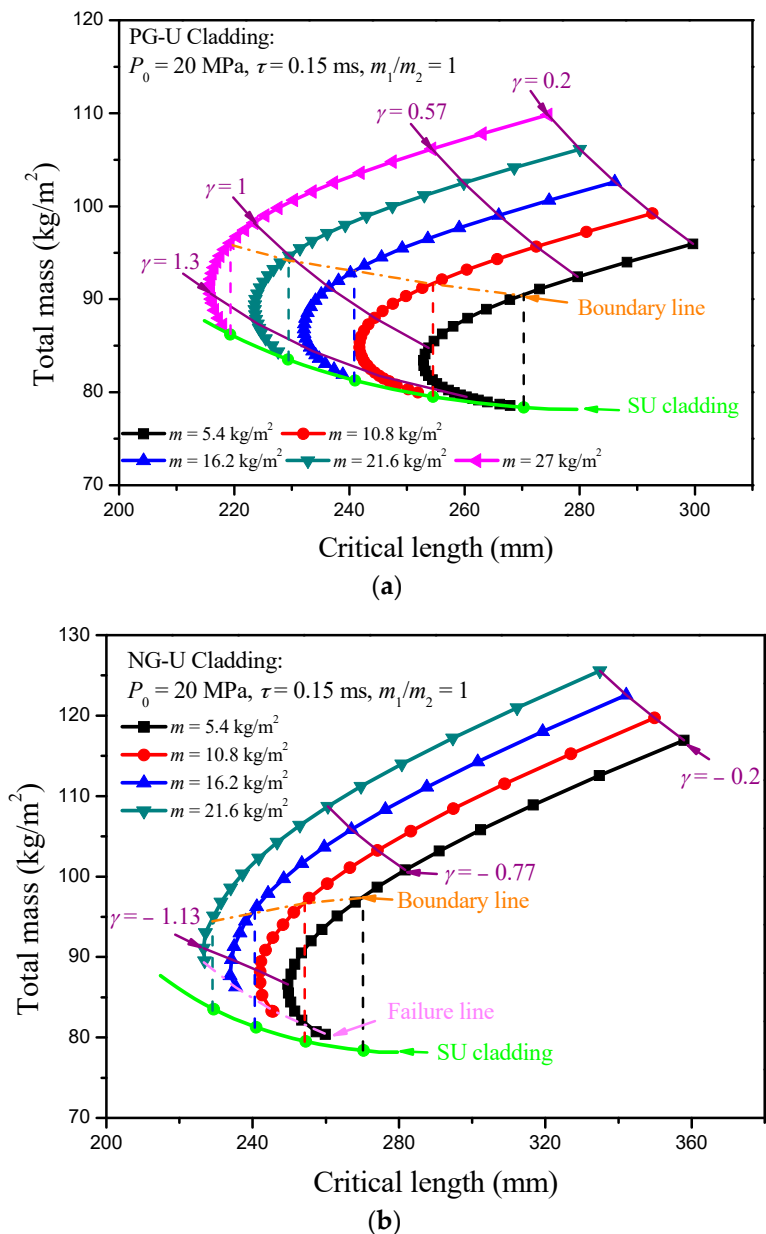 PG-U Cladding:
P₀ = 20 MPa, τ = 0.15 ms, m₁/m₂ = 1
γ = 0.2
γ = 0.57
γ = 1
γ = 1.3
Boundary line
SU cladding
m = 5.4 kg/m²
m = 10.8 kg/m²
m = 16.2 kg/m²
m = 21.6 kg/m²
m = 27 kg/m²
Total mass (kg/m²)
120
110
100
90
80
70
200 220 240 260 280 300
Critical length (mm)
(a)
NG-U Cladding:
P₀ = 20 MPa, τ = 0.15 ms, m₁/m₂ = 1
m = 5.4 kg/m²
m = 10.8 kg/m²
m = 16.2 kg/m²
m = 21.6 kg/m²
γ = − 0.2
γ = − 0.77
Boundary line
γ = − 1.13
Failure line
SU cladding
Total mass (kg/m²)
130
120
110
100
90
80
70
200 240 280 320 360
Critical length (mm)
(b)